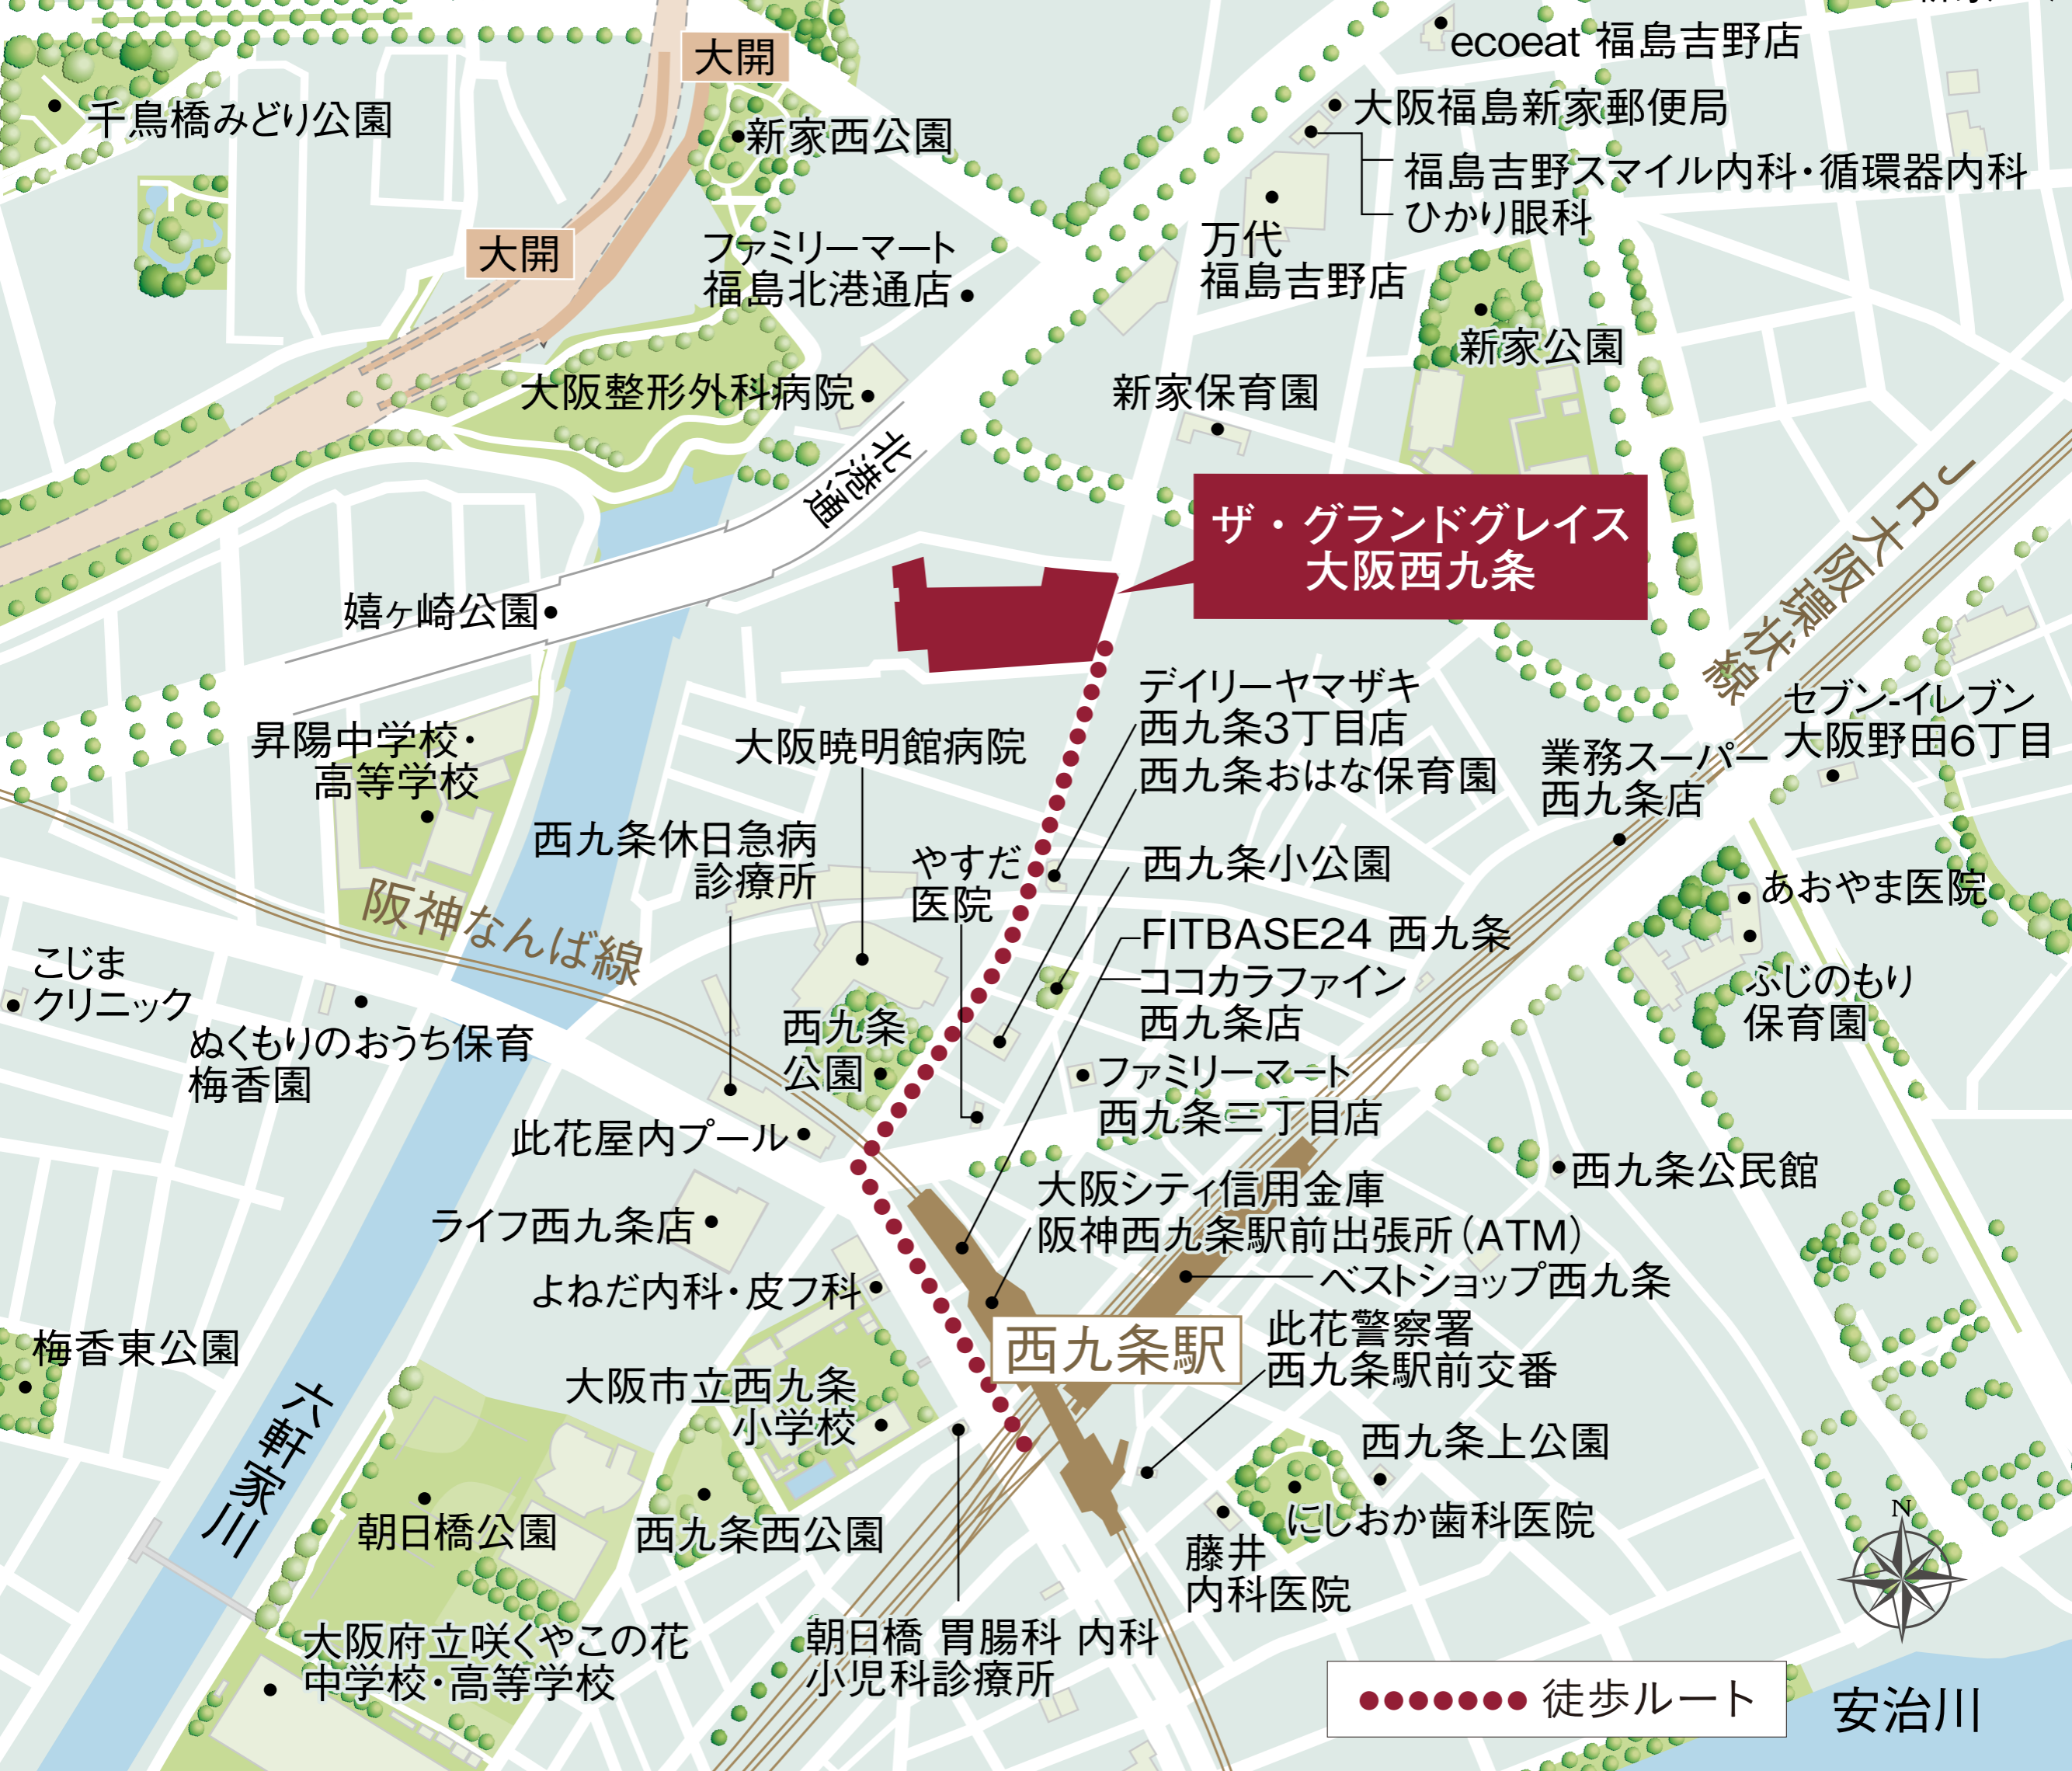 ecoeat 福島吉野店
大開
千鳥橋みどり公園
新家西公園
大阪福島新家郵便局
福島吉野スマイル内科・循環器内科
ひかり眼科
大開
ファミリーマート
福島北港通店
万代
福島吉野店
新家公園
大阪整形外科病院
新家保育園
北港通
ザ・グランドグレイス
大阪西九条
JR大阪環状線
嬉ヶ崎公園
昇陽中学校・
高等学校
大阪暁明館病院
デイリーヤマザキ
西九条3丁目店
西九条おはな保育園
業務スーパー
西九条店
セブン-イレブン
大阪野田6丁目
西九条休日急病
診療所
やすだ
医院
西九条小公園
あおやま医院
阪神なんば線
FITBASE24 西九条
ココカラファイン
西九条店
ふじのもり
保育園
こじま
クリニック
ぬくもりのおうち保育
梅香園
西九条
公園
ファミリーマート
西九条三丁目店
此花屋内プール
西九条公民館
大阪シティ信用金庫
阪神西九条駅前出張所(ATM)
ライフ西九条店
ベストショップ西九条
よねだ内科・皮フ科
西九条駅
此花警察署
西九条駅前交番
梅香東公園
大阪市立西九条
小学校
西九条上公園
六軒家川
朝日橋公園
西九条西公園
にしおか歯科医院
藤井
内科医院
N
大阪府立咲くやこの花
中学校・高等学校
朝日橋 胃腸科 内科
小児科診療所
徒歩ルート
安治川